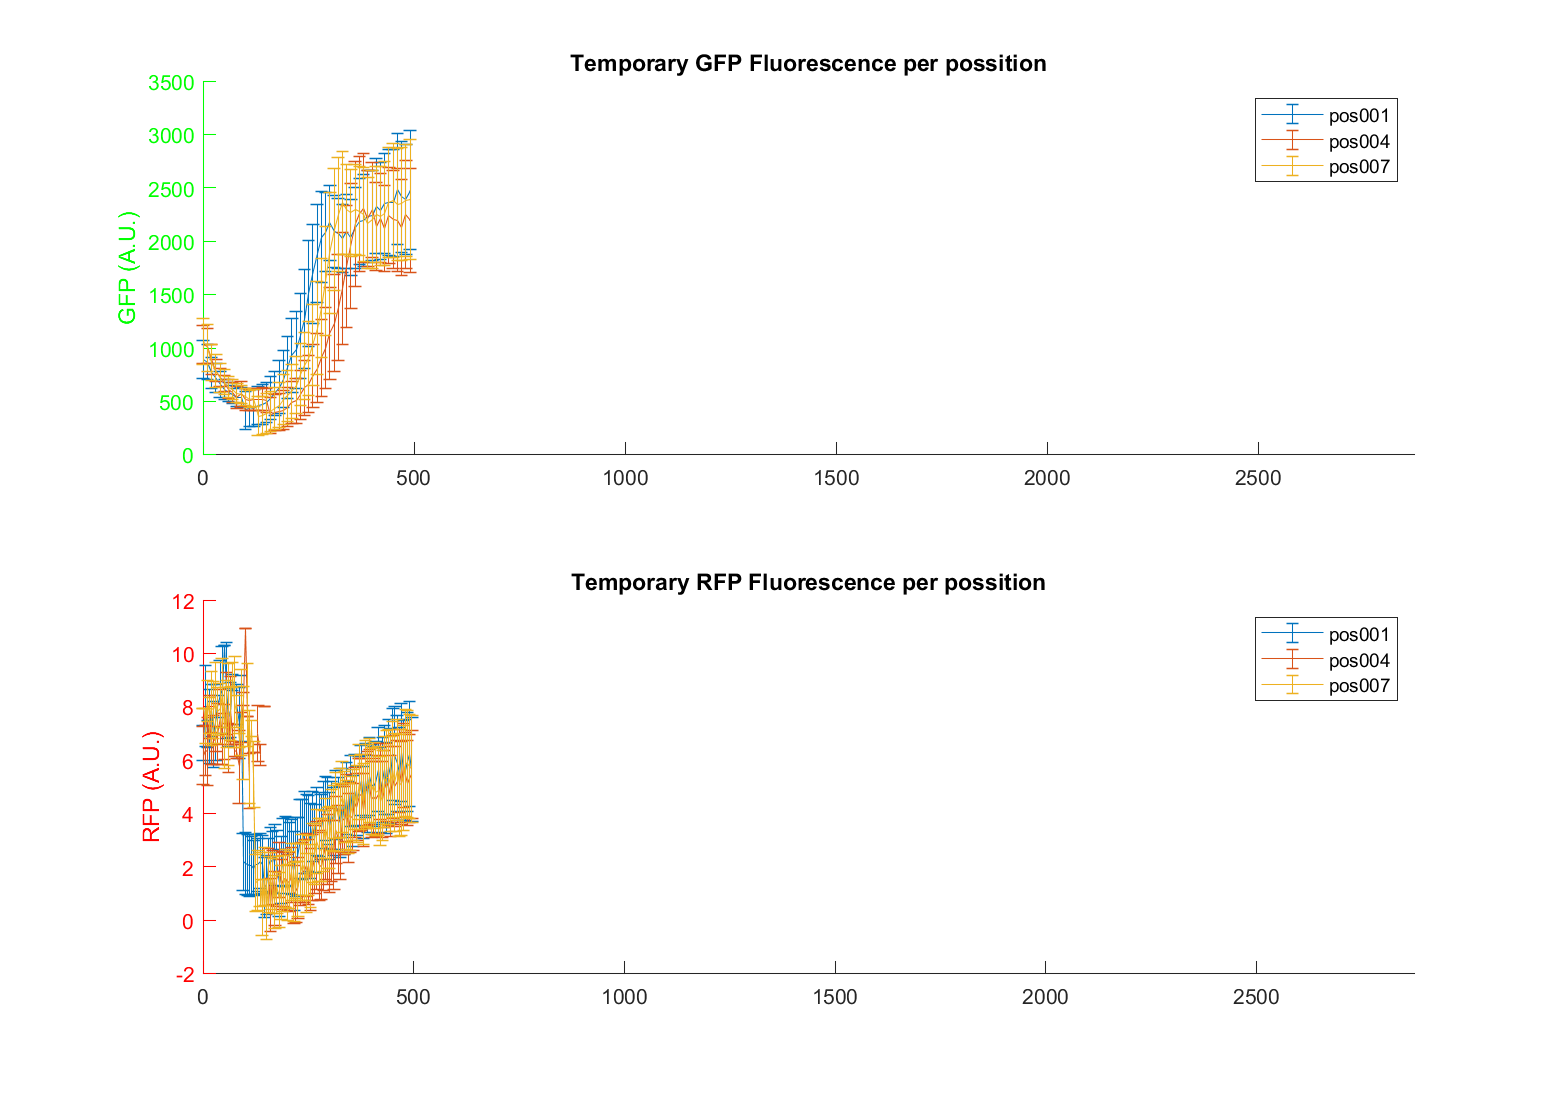 Temporary GFP Fluorescence per possition
GFP (A.U.)
3500
3000
2500
2000
1500
1000
500
0
0 500 1000 1500 2000 2500
pos001
pos004
pos007
Temporary RFP Fluorescence per possition
RFP (A.U.)
12
10
8
6
4
2
0
-2
0 500 1000 1500 2000 2500
pos001
pos004
pos007